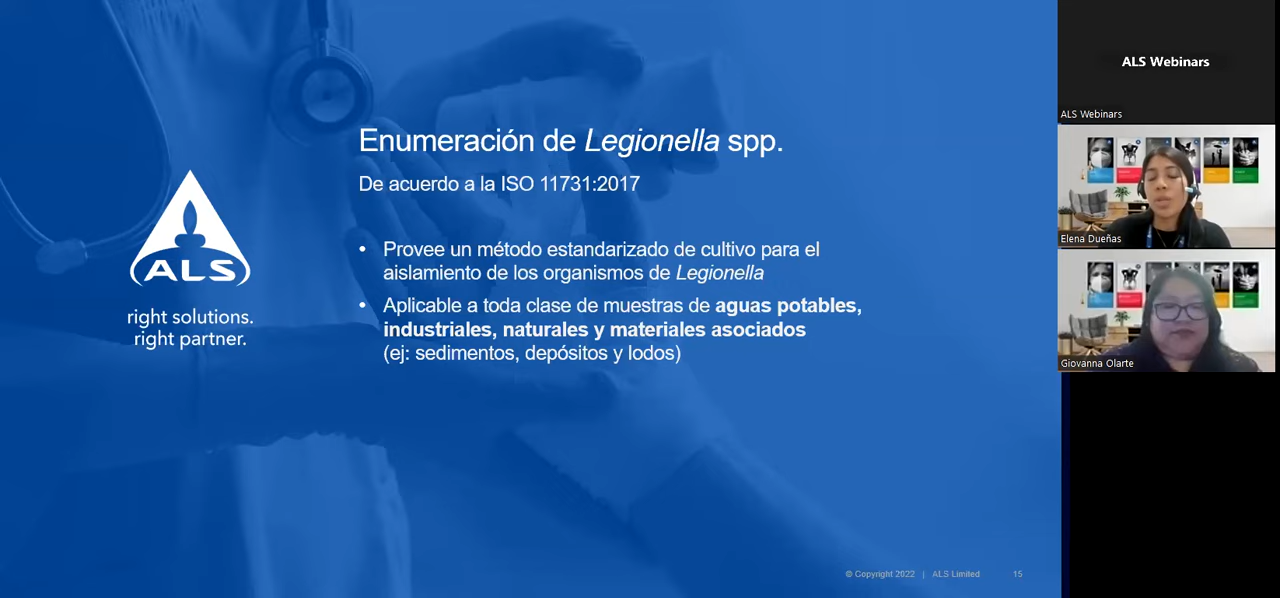 Enumeración de Legionella spp.
De acuerdo a la ISO 11731:2017
• Provee un método estandarizado de cultivo para el
aislamiento de los organismos de Legionella
• Aplicable a toda clase de muestras de aguas potables,
industriales, naturales y materiales asociados
(ej: sedimentos, depósitos y lodos)
ALS
right solutions.
right partner.
© Copyright 2022 | ALS Limited 15
ALS Webinars
ALS Webinars
Elena Dueñas
Giovanna Olarte